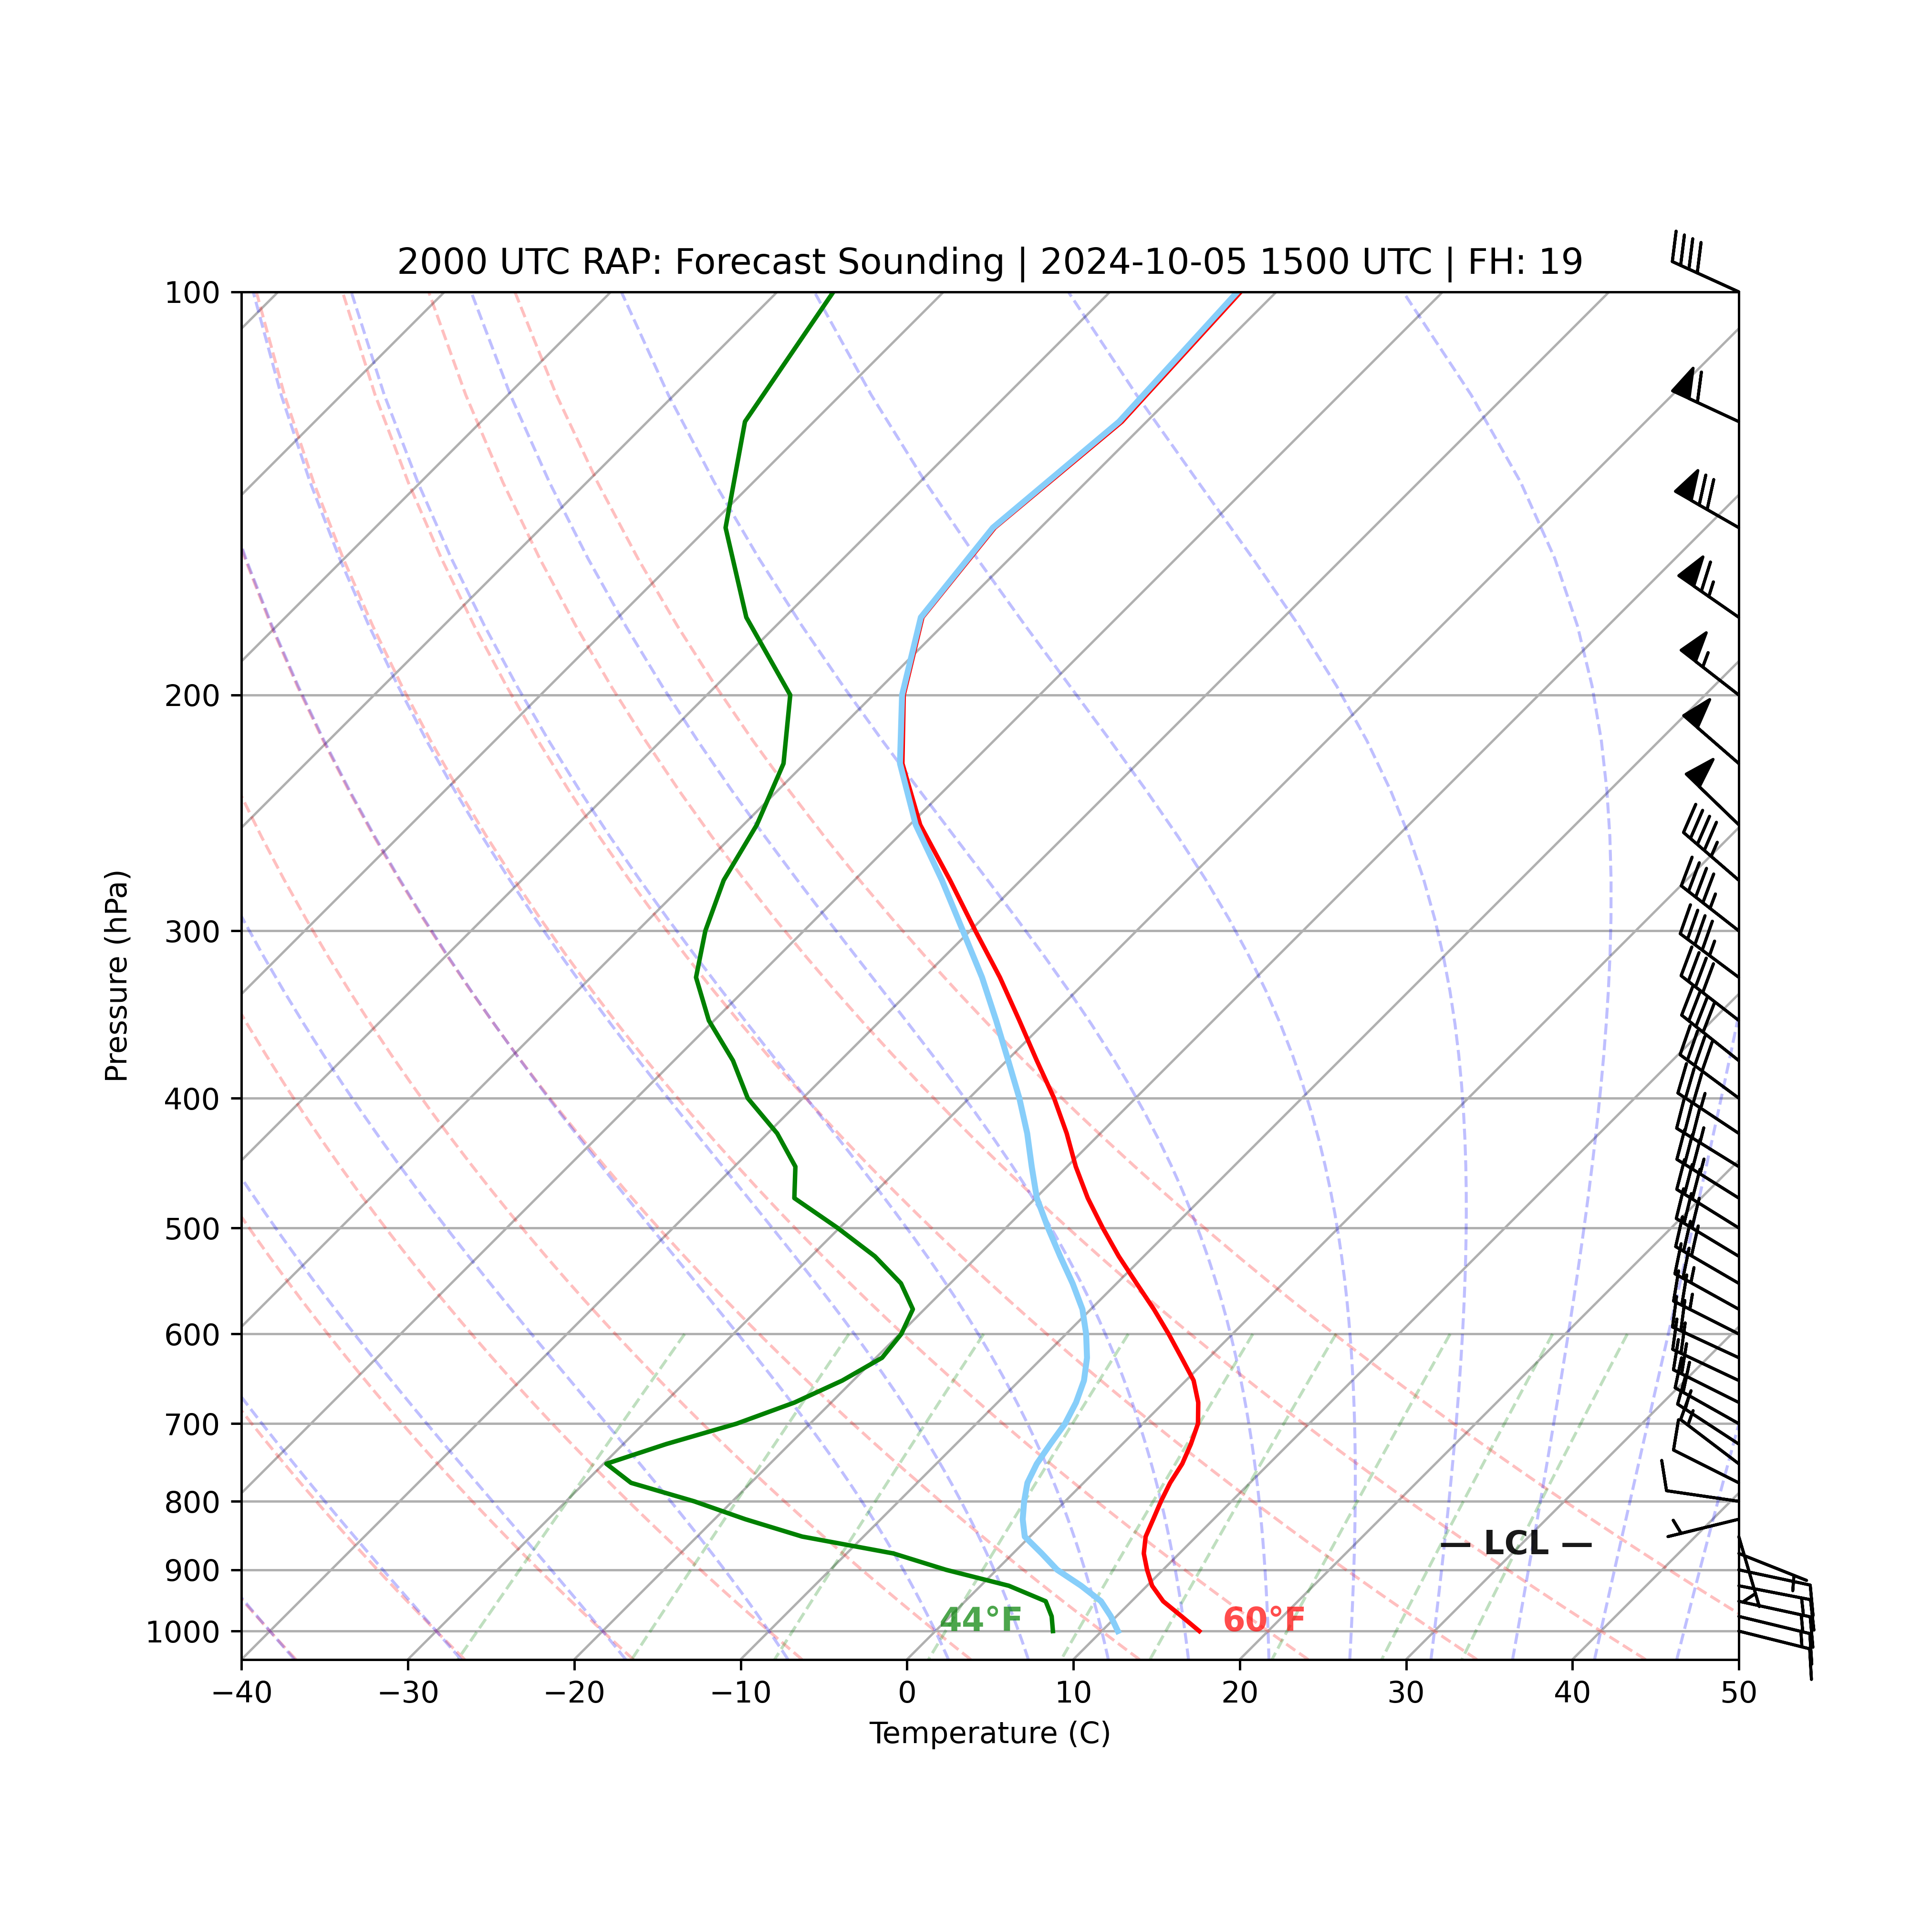 2000 UTC RAP: Forecast Sounding | 2024-10-05 1500 UTC | FH: 19
100
200
300
400
500
600
700
800
900
1000
Pressure (hPa)
— LCL —
44°F
60°F
−40 −30 −20 −10 0 10 20 30 40 50
Temperature (C)